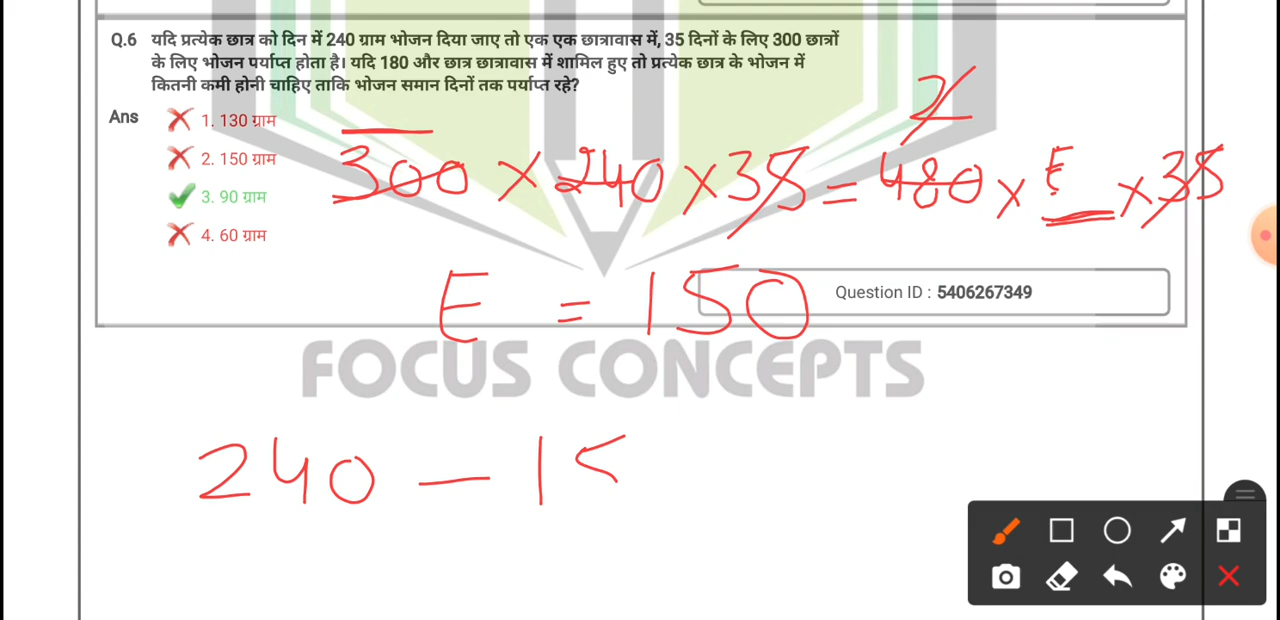 Q.6 यदि प्रत्येक छात्र को दिन में 240 ग्राम भोजन दिया जाए तो एक एक छात्रावास में, 35 दिनों के लिए 300 छात्रों
के लिए भोजन पर्याप्त होता है। यदि 180 और छात्र छात्रावास में शामिल हुए तो प्रत्येक छात्र के भोजन में
कितनी कमी होनी चाहिए ताकि भोजन समान दिनों तक पर्याप्त रहे?
Ans 1. 130 ग्राम
2. 150 ग्राम
3. 90 ग्राम
4. 60 ग्राम
2
300 × 240 × 35 = 480 × E × 35
E = 150
Question ID : 5406267349
FOCUS CONCEPTS
240 - 15